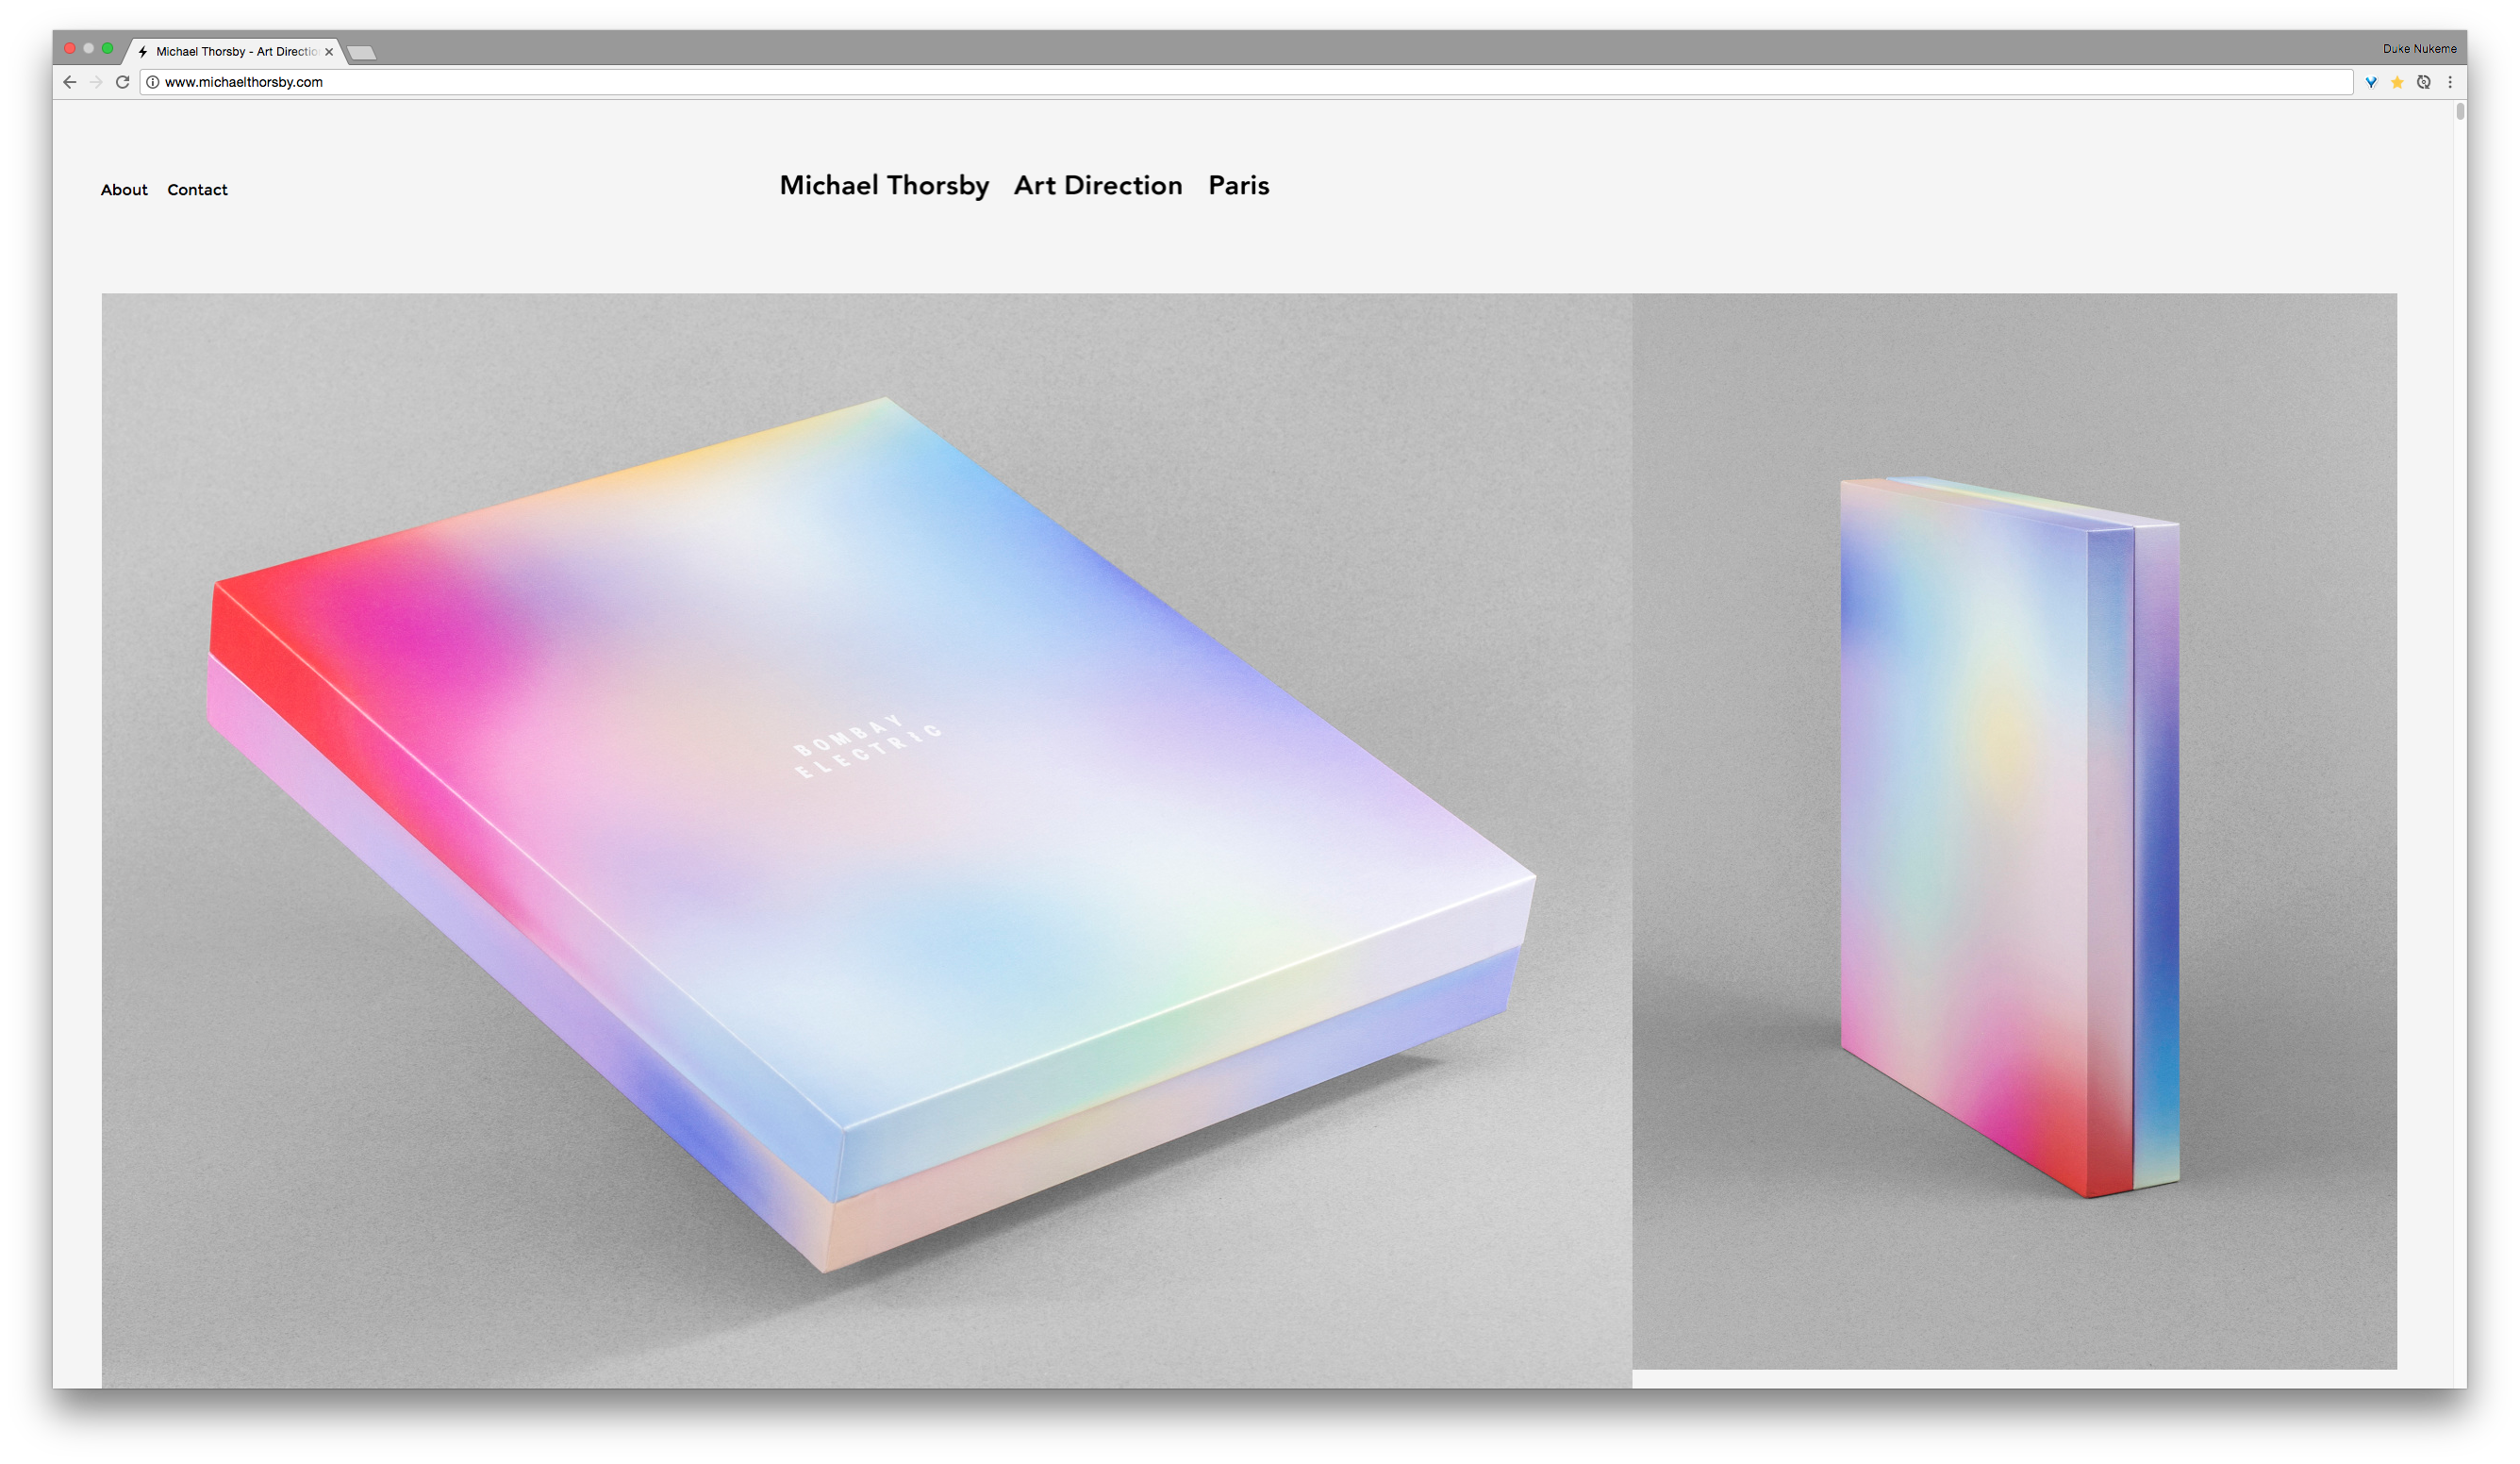 Michael Thorsby - Art Directio
Duke Nukeme
www.michaelthorsby.com
About Contact
Michael Thorsby Art Direction Paris
BOMBAY
ELECTRIC